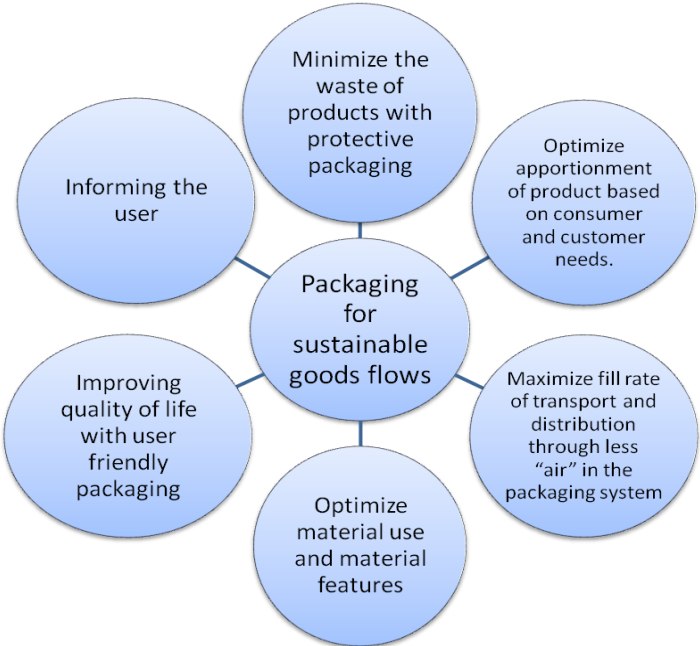 Minimize the
waste of
products with
protective
packaging
Optimize
apportionment
of product based
on consumer
and customer
needs.
Informing the
user
Packaging
for
sustainable
goods flows
Improving
quality of life
with user
friendly
packaging
Maximize fill rate
of transport and
distribution
through less
“air” in the
packaging system
Optimize
material use
and material
features